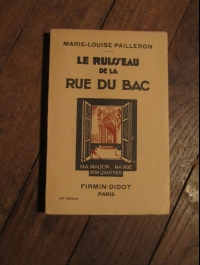 MARIE-LOUISE PAILLERON
LE RUISSEAU
DE LA
RUE DU BAC
MA MAISON MA RUE
MON QUARTIER
FIRMIN-DIDOT
PARIS